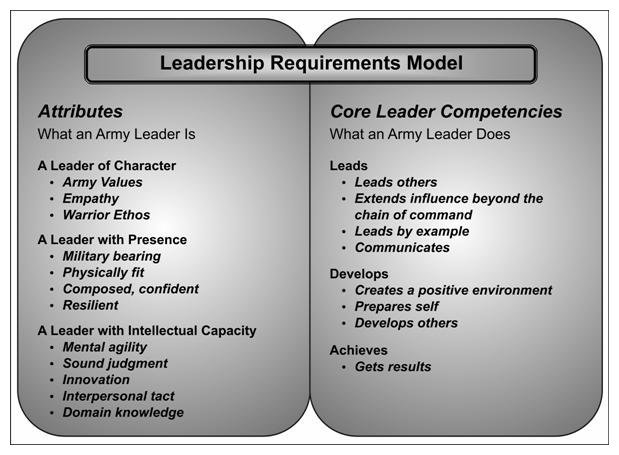 Leadership Requirements Model
Attributes
What an Army Leader Is
A Leader of Character
• Army Values
• Empathy
• Warrior Ethos
A Leader with Presence
• Military bearing
• Physically fit
• Composed, confident
• Resilient
A Leader with Intellectual Capacity
• Mental agility
• Sound judgment
• Innovation
• Interpersonal tact
• Domain knowledge
Core Leader Competencies
What an Army Leader Does
Leads
• Leads others
• Extends influence beyond the
chain of command
• Leads by example
• Communicates
Develops
• Creates a positive environment
• Prepares self
• Develops others
Achieves
• Gets results